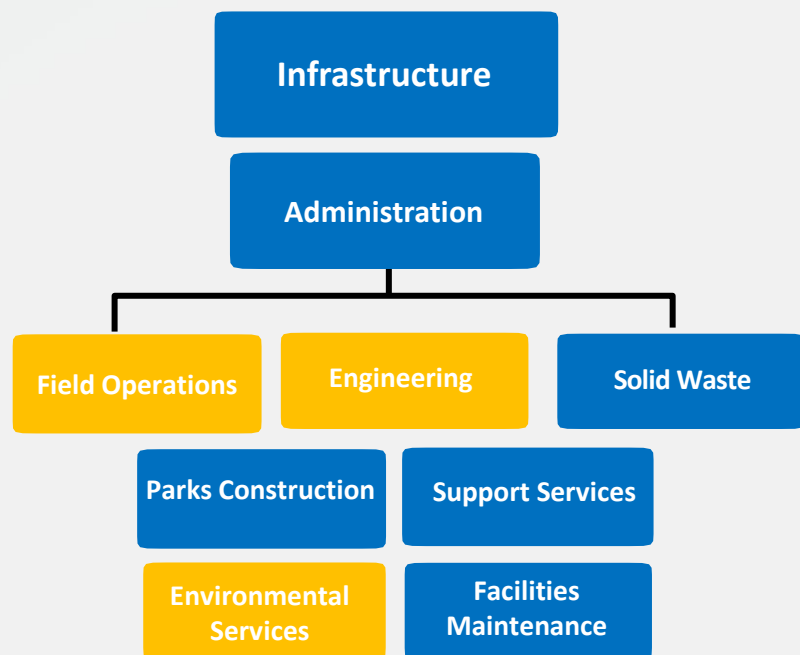 Infrastructure
Administration
Field Operations
Engineering
Solid Waste
Parks Construction
Support Services
Environmental
Services
Facilities
Maintenance